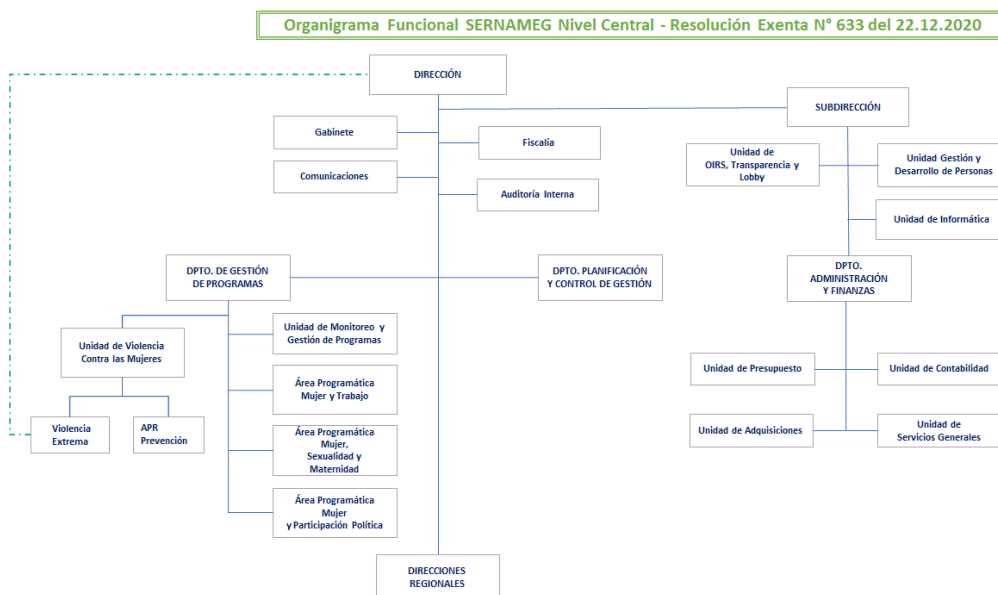 Organigrama Funcional SERNAMEG Nivel Central - Resolución Exenta N° 633 del 22.12.2020
DIRECCIÓN
SUBDIRECCIÓN
Gabinete
Fiscalía
Comunicaciones
Auditoría Interna
Unidad de
OIRS, Transparencia y
Lobby
Unidad Gestión y
Desarrollo de Personas
Unidad de Informática
DPTO. DE GESTIÓN
DE PROGRAMAS
DPTO. PLANIFICACIÓN
Y CONTROL DE GESTIÓN
DPTO.
ADMINISTRACIÓN
Y FINANZAS
Unidad de Violencia
Contra las Mujeres
Unidad de Monitoreo y
Gestión de Programas
Área Programática
Mujer y Trabajo
Violencia
Extrema
APR
Prevención
Área Programática
Mujer,
Sexualidad y
Maternidad
Área Programática
Mujer
y Participación Política
Unidad de Presupuesto
Unidad de Contabilidad
Unidad de Adquisiciones
Unidad de
Servicios Generales
DIRECCIONES
REGIONALES